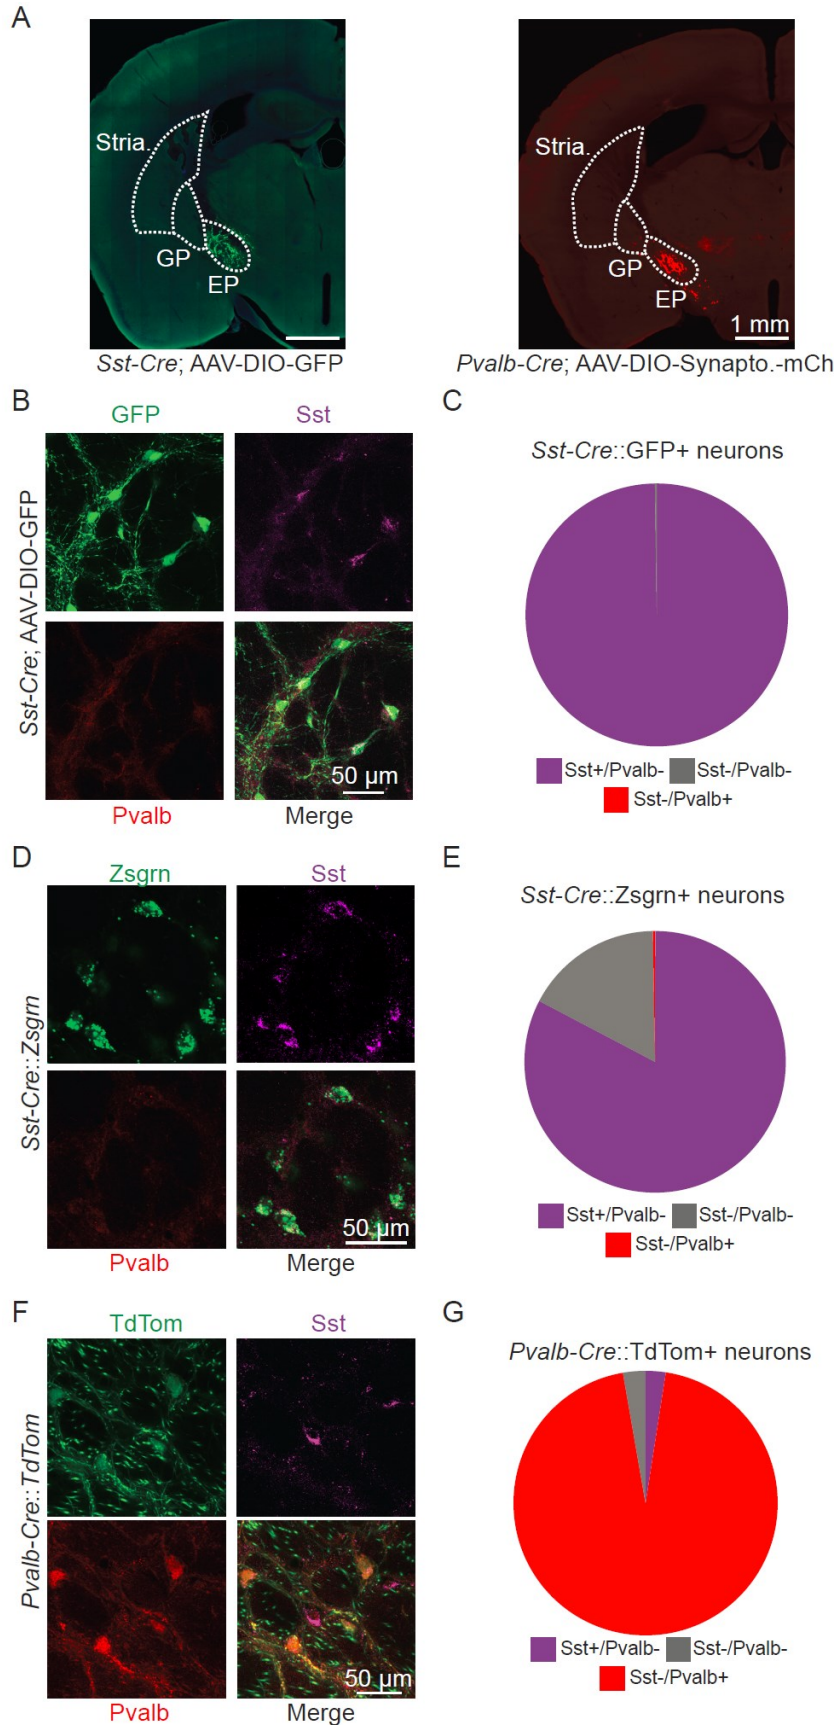 A
Stria.
GP
EP
Sst-Cre; AAV-DIO-GFP
Stria.
GP
EP
1 mm
Pvalb-Cre; AAV-DIO-Synapto.-mCh
B
GFP
Sst
Sst-Cre; AAV-DIO-GFP
50 µm
Pvalb
Merge
C
Sst-Cre::GFP+ neurons
Sst+/Pvalb-
Sst-/Pvalb-
Sst-/Pvalb+
D
Zsgrn
Sst
Sst-Cre::Zsgrn
50 µm
Pvalb
Merge
E
Sst-Cre::Zsgrn+ neurons
Sst+/Pvalb-
Sst-/Pvalb-
Sst-/Pvalb+
F
TdTom
Sst
Pvalb-Cre::TdTom
50 µm
Pvalb
Merge
G
Pvalb-Cre::TdTom+ neurons
Sst+/Pvalb-
Sst-/Pvalb-
Sst-/Pvalb+